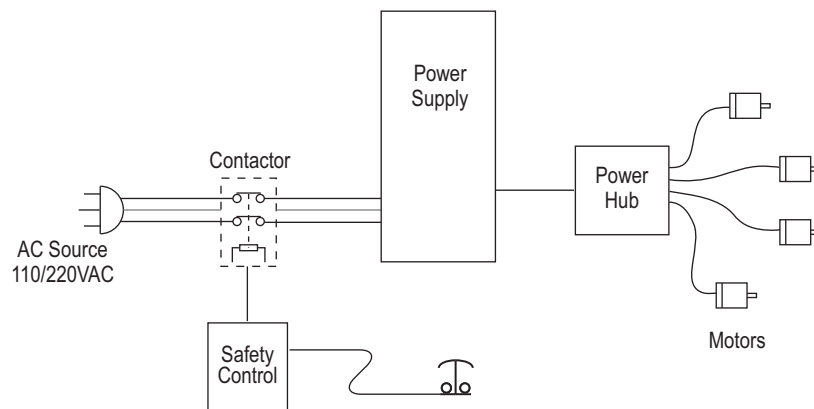 Power
Supply
Contactor
Power
Hub
AC Source
110/220VAC
Motors
Safety
Control